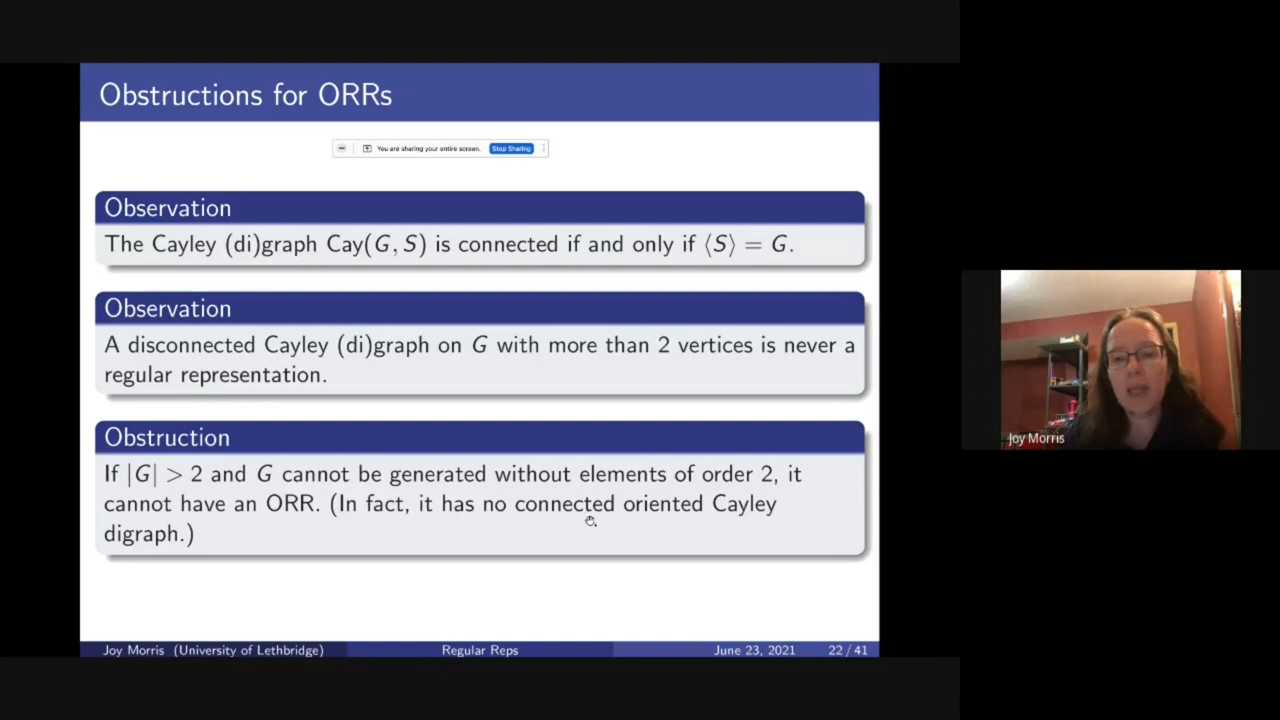 Obstructions for ORRs
You are sharing your entire screen.
Stop Sharing
Observation
The Cayley (di)graph Cay(G, S) is connected if and only if ⟨S⟩ = G.
Observation
A disconnected Cayley (di)graph on G with more than 2 vertices is never a
regular representation.
Obstruction
If |G| > 2 and G cannot be generated without elements of order 2, it
cannot have an ORR. (In fact, it has no connected oriented Cayley
digraph.)
Joy Morris
Joy Morris (University of Lethbridge)
Regular Reps
June 23, 2021
22 / 41